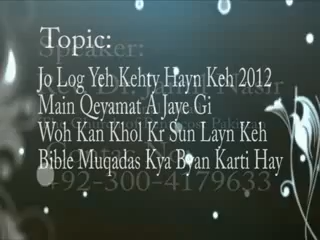 Topic:
Speaker:
Jo Log Yeh Kehty Hayn Keh 2012
Main Qeyamat A Jaye Gi
Woh Kan Khol Kr Sun Layn Keh
Bible Muqadas Kya Byan Karti Hay
+92-300-4179633